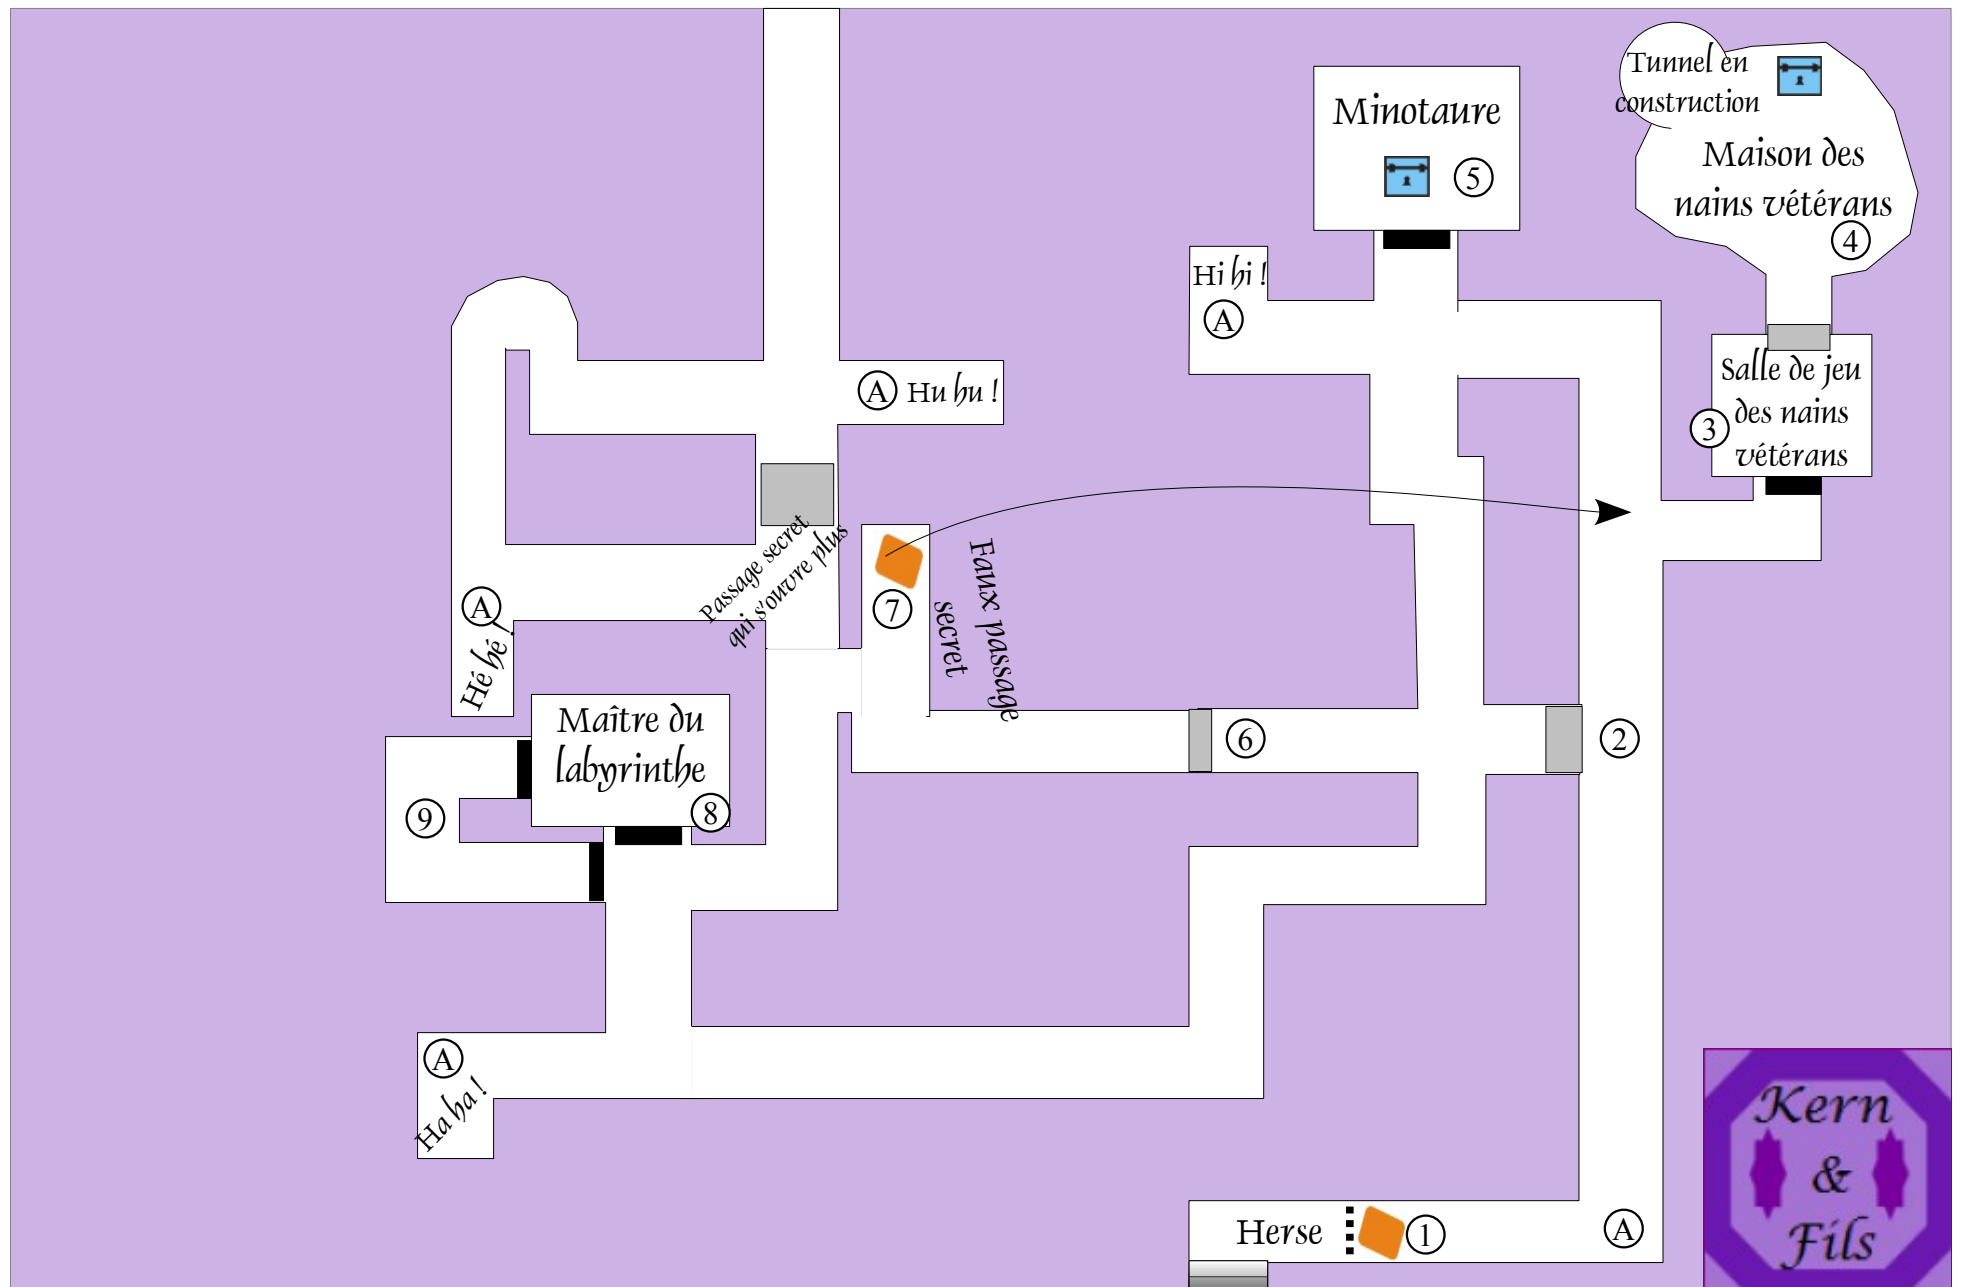 Tunnel en
construction
Minotaure
5
Maison des
nains vétérans
4
Hi hi !
A
Salle de jeu
des nains
vétérans
3
A
Hu hu !
Passage secret
qui s'ouvre plus
7
Faux passage
secret
A
Hé hé !
Maître du
labyrinthe
8
9
6
2
A
Ha ha !
Herse
1
A
Kern
&
Fils